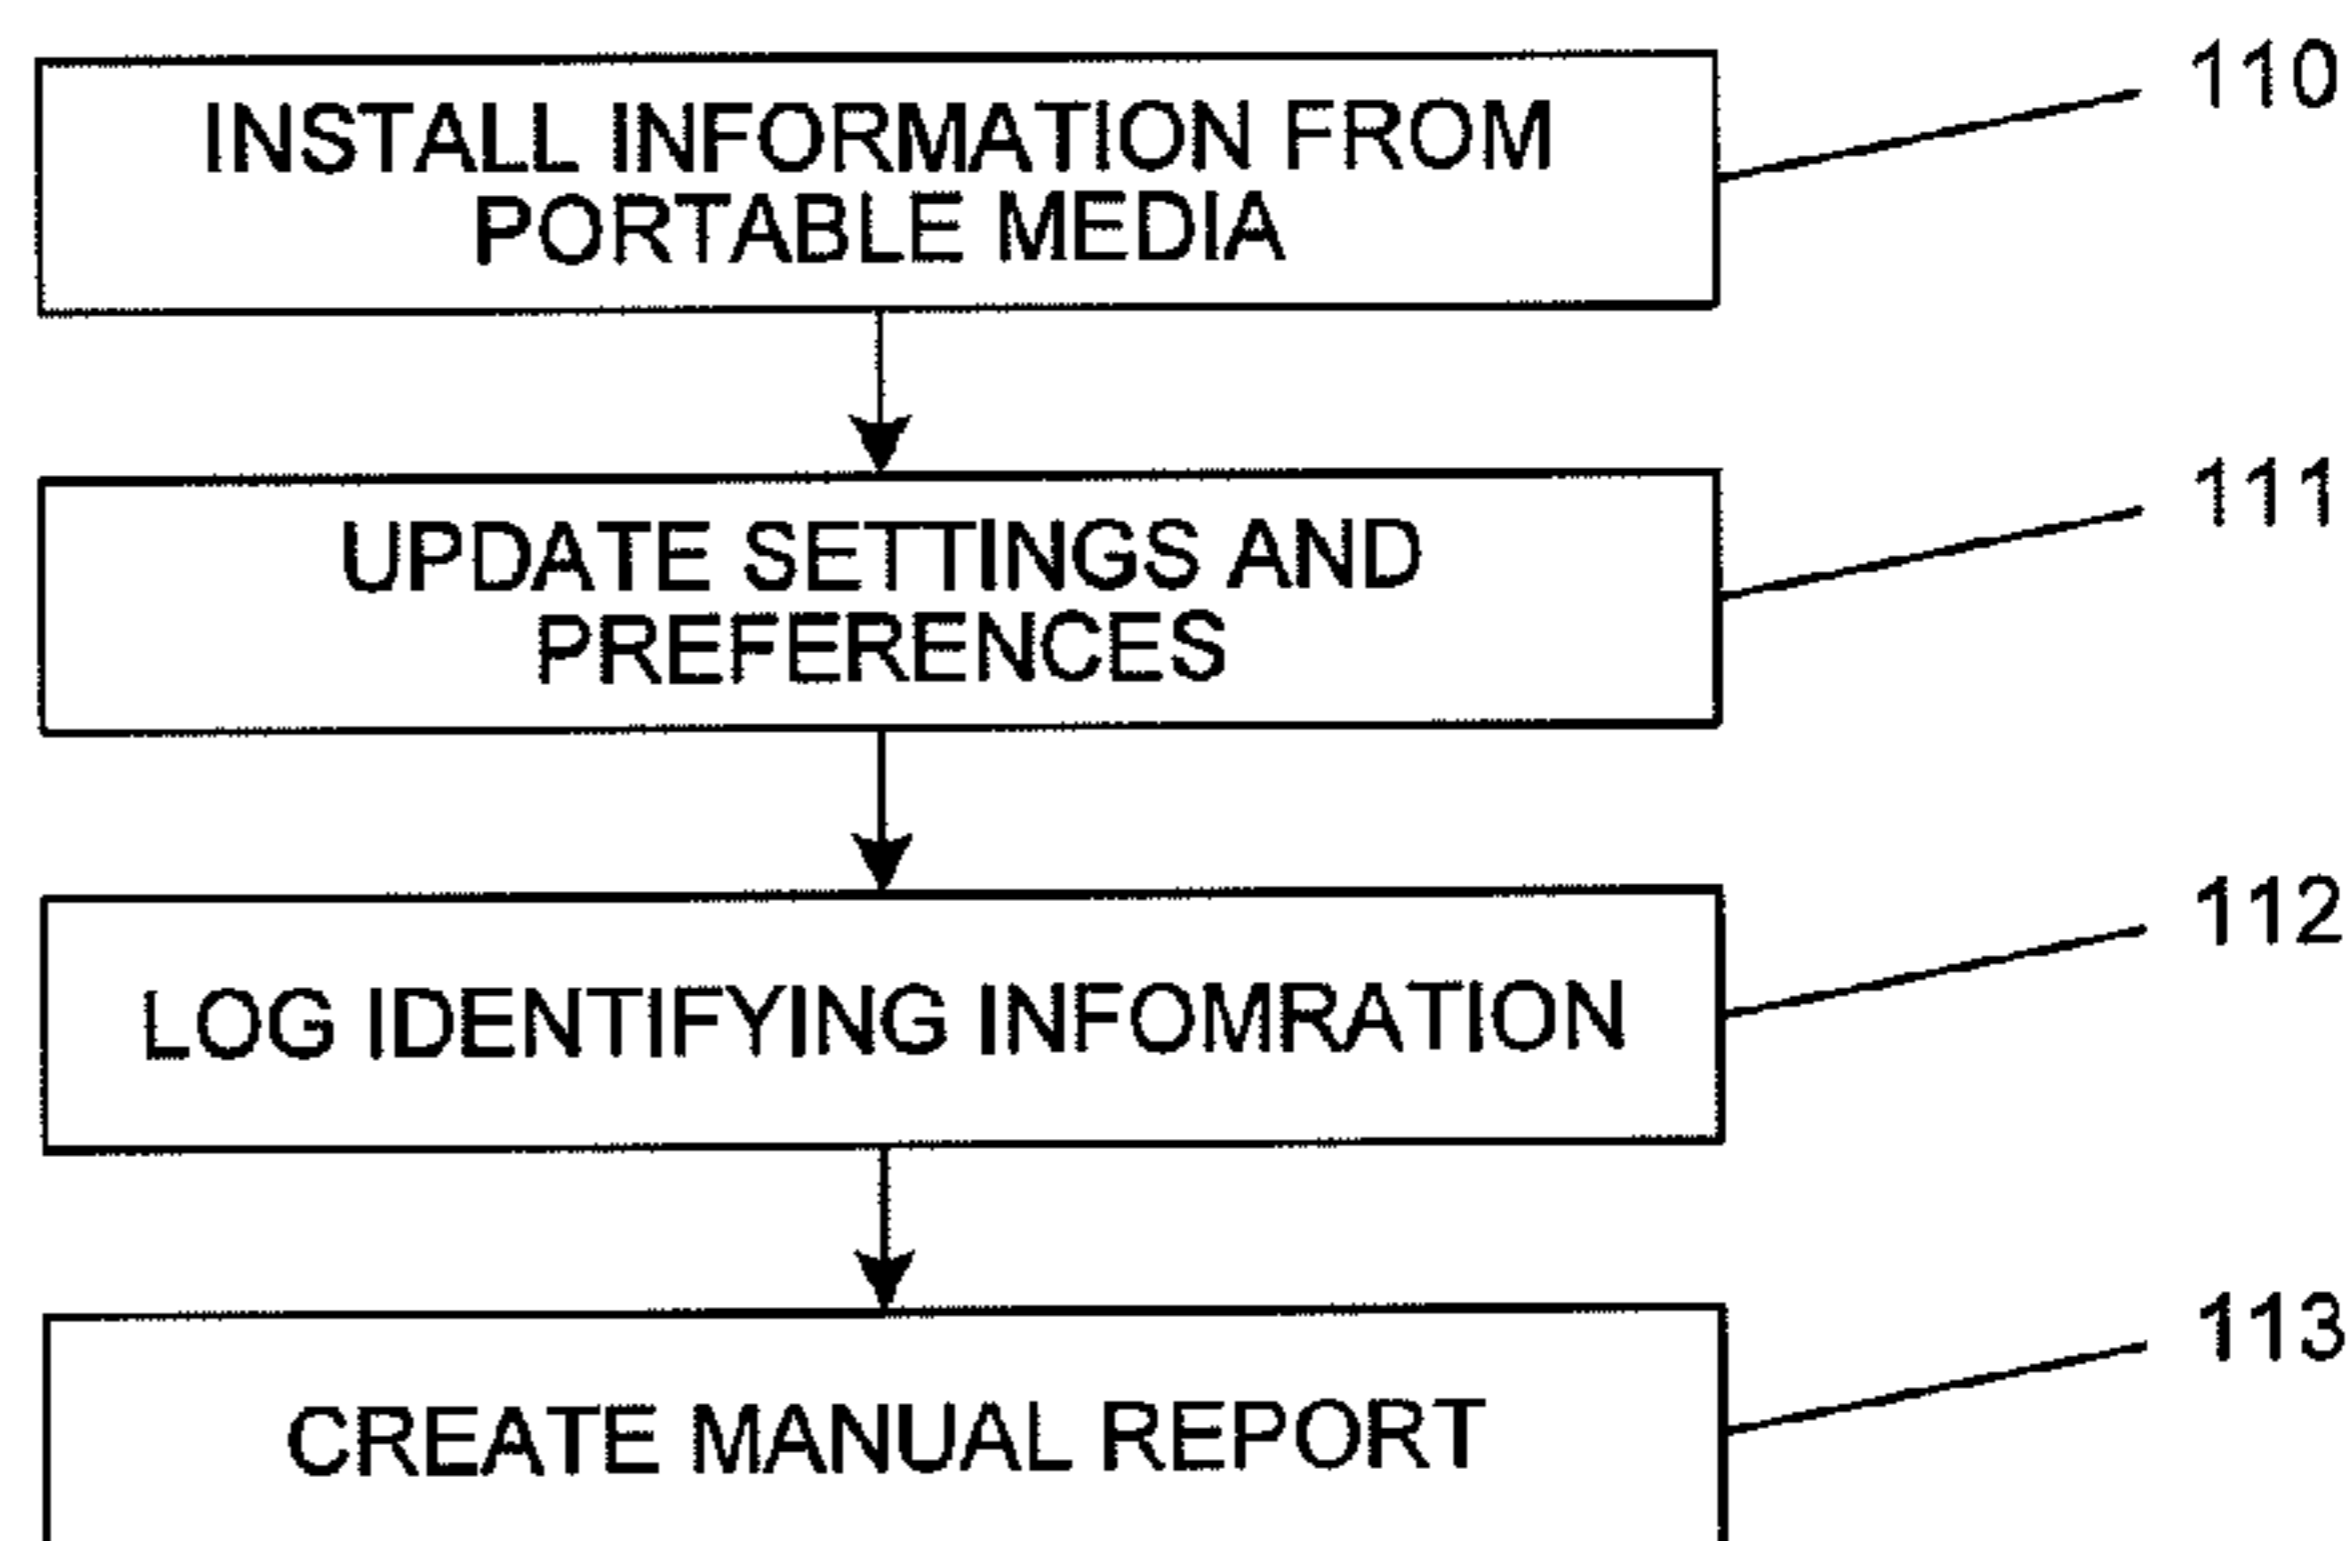 INSTALL INFORMATION FROM
PORTABLE MEDIA
110
UPDATE SETTINGS AND
PREFERENCES
111
LOG IDENTIFYING INFOMRATION
112
CREATE MANUAL REPORT
113